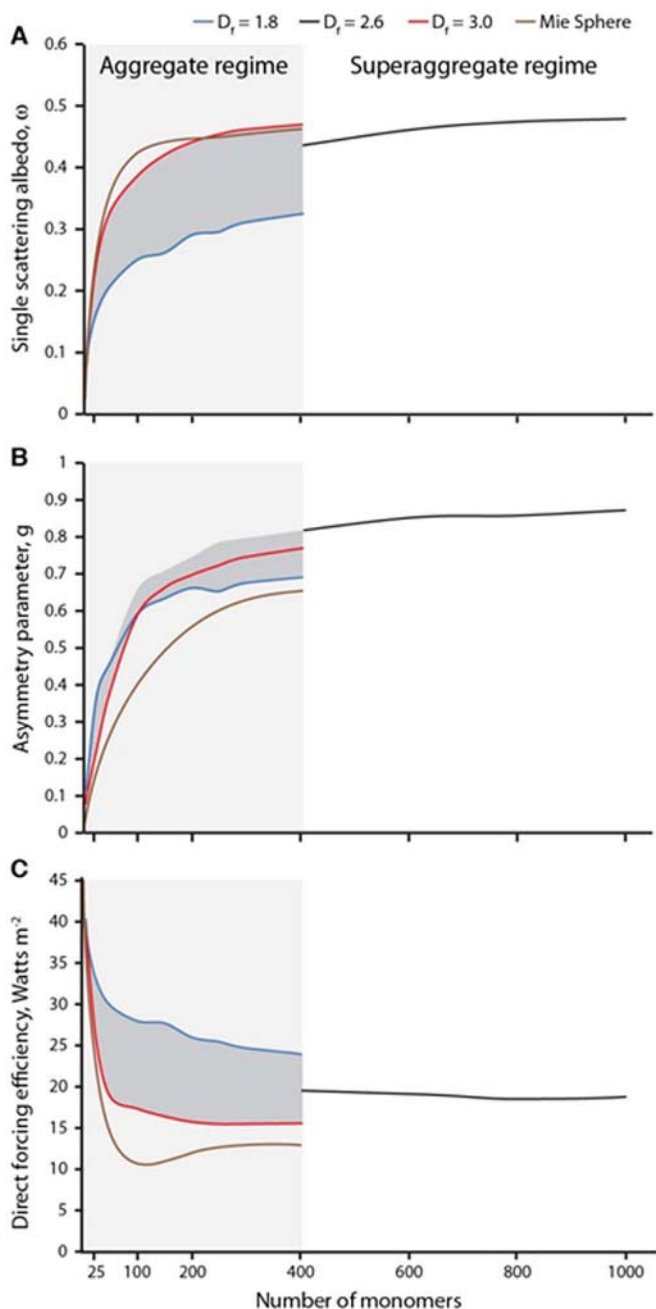 D_f = 1.8 D_f = 2.6 D_f = 3.0 Mie Sphere
A
0.6
Aggregate regime Superaggregate regime
0.5
0.4
0.3
0.2
0.1
0
Single scattering albedo, ω
B
1
0.9
0.8
0.7
0.6
0.5
0.4
0.3
0.2
0.1
0
Asymmetry parameter, g
C
45
40
35
30
25
20
15
10
5
0
Direct forcing efficiency, Watts m⁻²
25 100 200 400 600 800 1000
Number of monomers